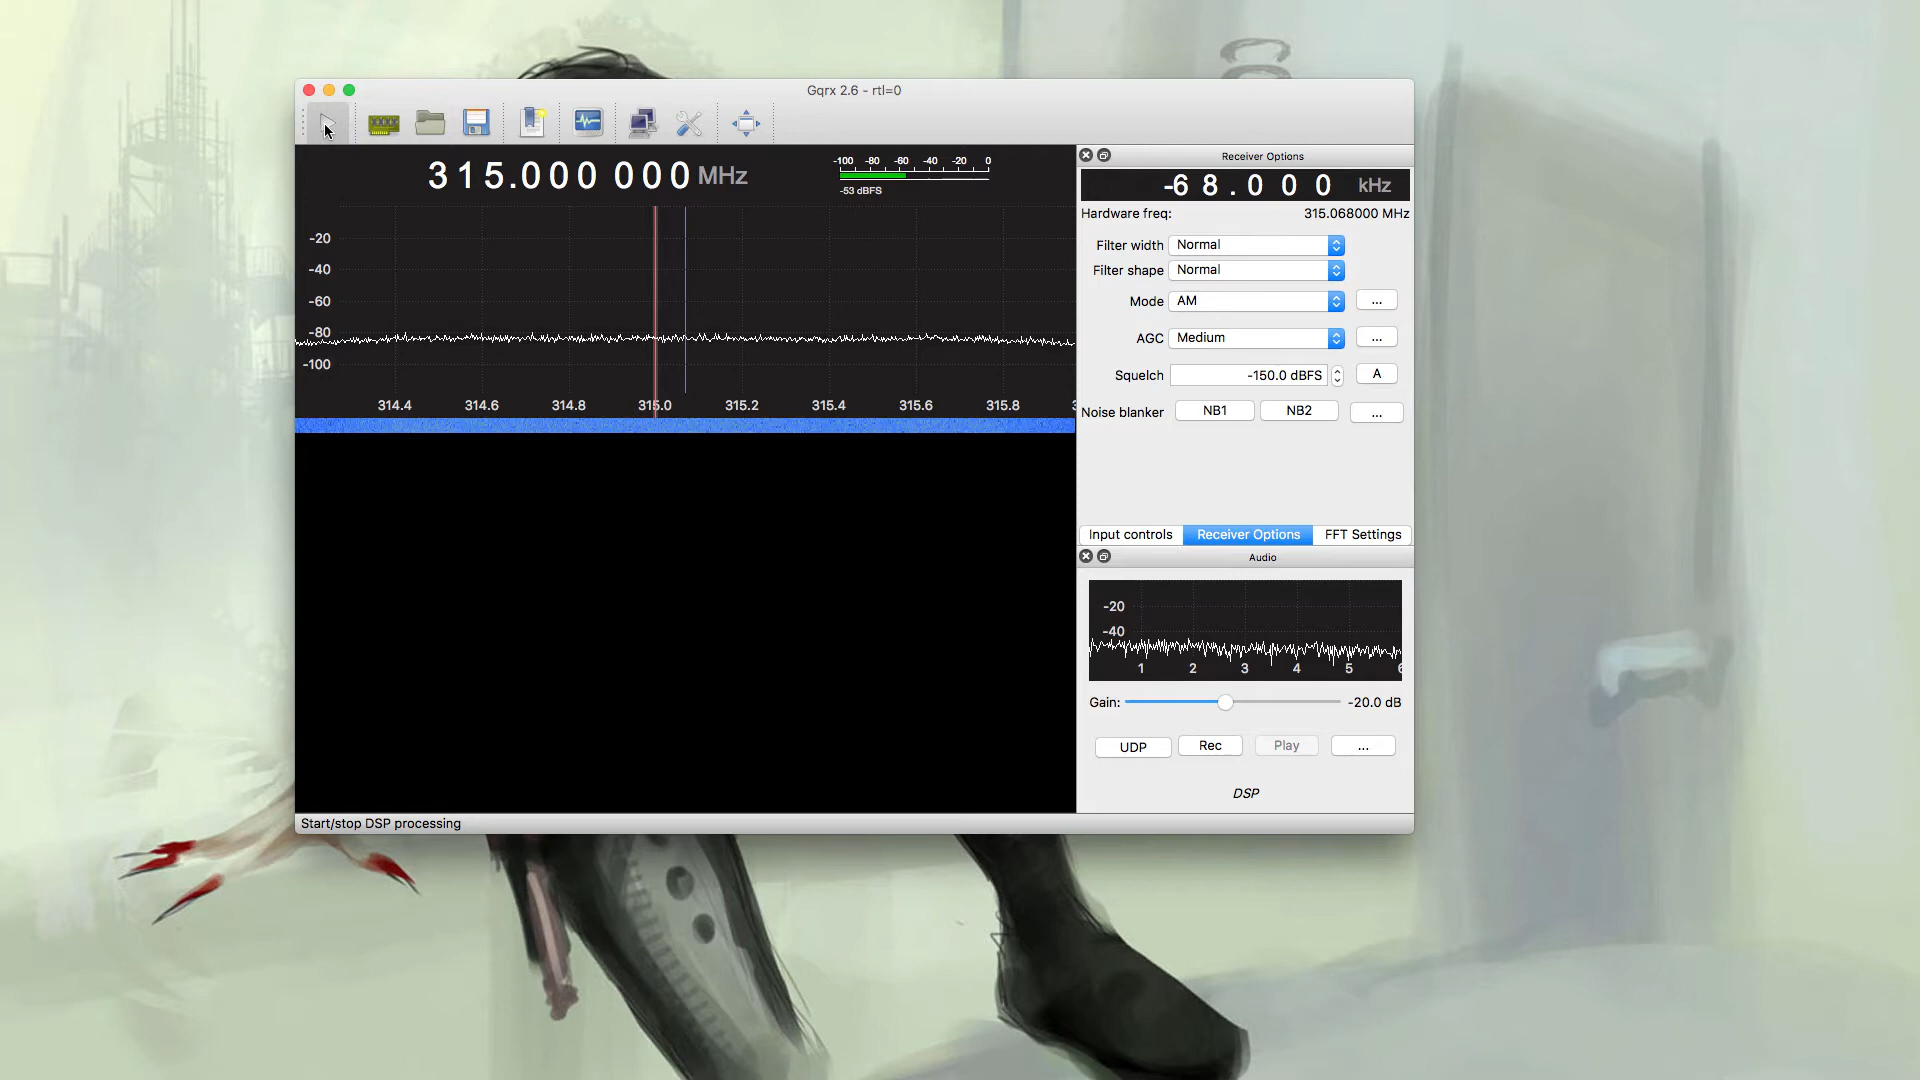 Gqrx 2.6 - rtl=0
315.000 000 MHz
-100 -80 -60 -40 -20 0
-53 dBFS
-20
-40
-60
-80
-100
314.4 314.6 314.8 315.0 315.2 315.4 315.6 315.8
Receiver Options
-68.000 kHz
Hardware freq: 315.068000 MHz
Filter width Normal
Filter shape Normal
Mode AM ...
AGC Medium ...
Squelch -150.0 dBFS A
Noise blanker NB1 NB2 ...
Input controls Receiver Options FFT Settings
Audio
-20
-40
1 2 3 4 5
Gain: -20.0 dB
UDP Rec Play ...
DSP
Start/stop DSP processing